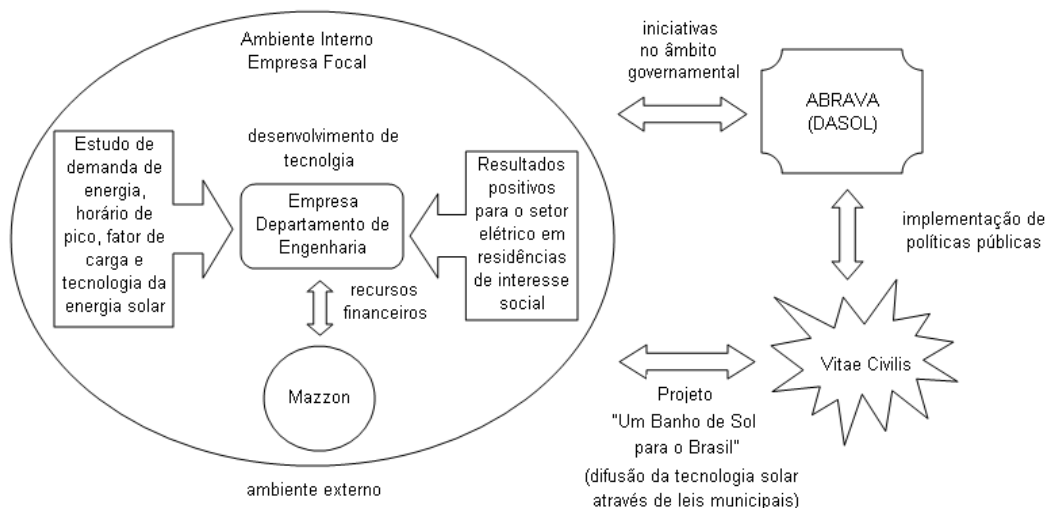 Ambiente Interno
Empresa Focal
Estudo de
demanda de
energia,
horário de
pico, fator de
carga e
tecnologia da
energia solar
desenvolvimento de
tecnolgia
Empresa
Departamento de
Engenharia
Resultados
positivos
para o setor
elétrico em
residências
de interesse
social
recursos
financeiros
Mazzon
ambiente externo
iniciativas
no âmbito
governamental
ABRAVA
(DASOL)
implementação de
políticas públicas
Vitae Civilis
Projeto
"Um Banho de Sol
para o Brasil"
(difusão da tecnologia solar
através de leis municipais)